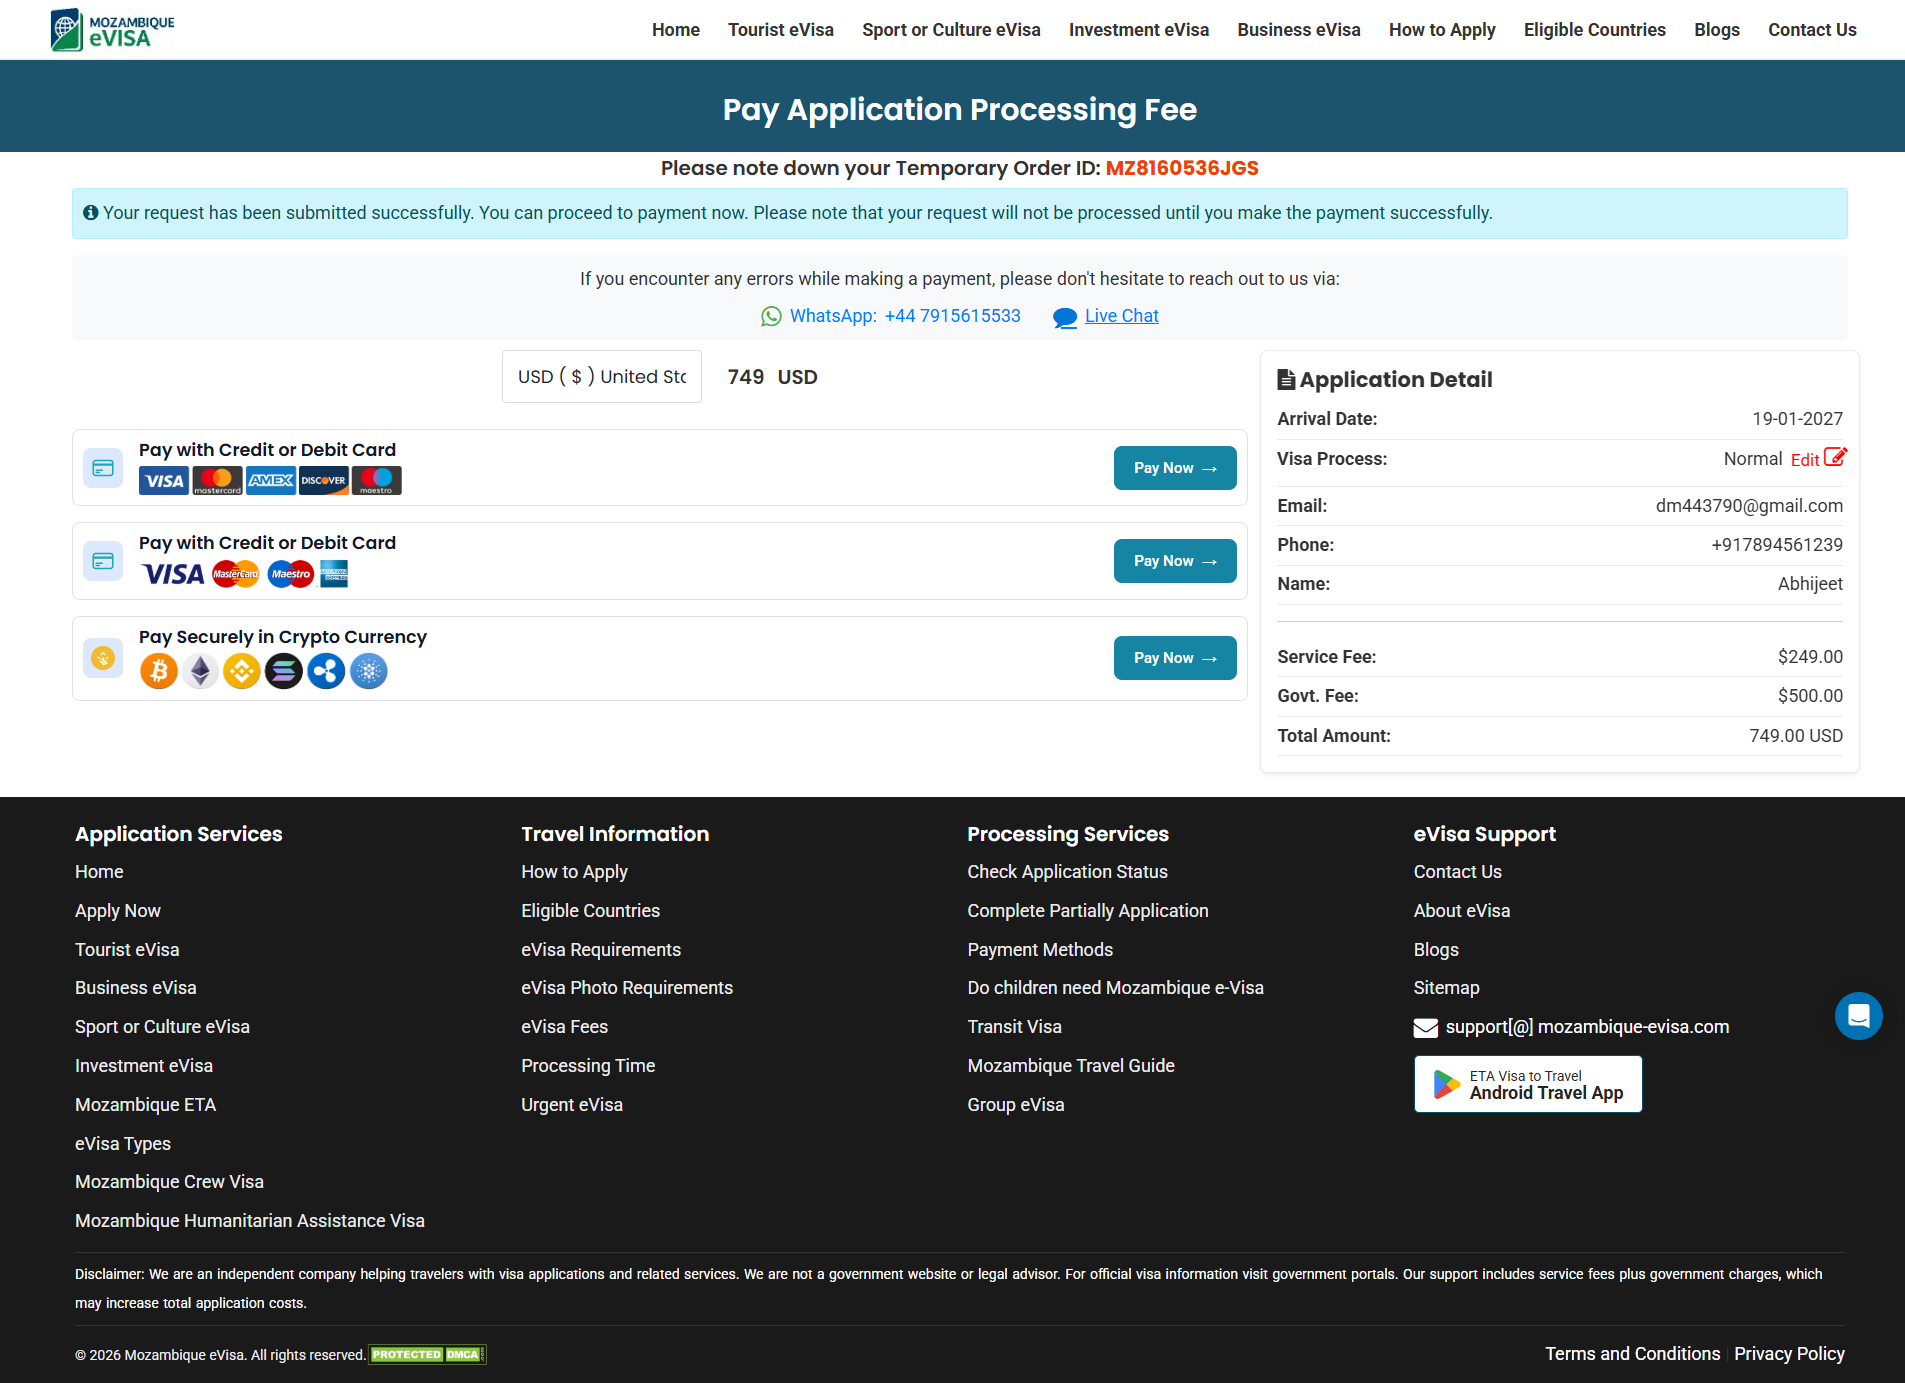 MOZAMBIQUE
eVISA
Home Tourist eVisa Sport or Culture eVisa Investment eVisa Business eVisa How to Apply Eligible Countries Blogs Contact Us
Pay Application Processing Fee
Please note down your Temporary Order ID: MZ8160536JGS
Your request has been submitted successfully. You can proceed to payment now. Please note that your request will not be processed until you make the payment successfully.
If you encounter any errors while making a payment, please don't hesitate to reach out to us via:
WhatsApp: +44 7915615533 Live Chat
USD ( $ ) United Sta
749 USD
Pay with Credit or Debit Card
VISA mastercard AMEX DISCOVER maestro
Pay Now →
Pay with Credit or Debit Card
VISA MasterCard Maestro AMERICAN EXPRESS
Pay Now →
Pay Securely in Crypto Currency
Pay Now →
Application Detail
Arrival Date: 19-01-2027
Visa Process: Normal Edit
Email: dm443790@gmail.com
Phone: +917894561239
Name: Abhijeet
Service Fee: $249.00
Govt. Fee: $500.00
Total Amount: 749.00 USD
Application Services
Home
Apply Now
Tourist eVisa
Business eVisa
Sport or Culture eVisa
Investment eVisa
Mozambique ETA
eVisa Types
Mozambique Crew Visa
Mozambique Humanitarian Assistance Visa
Travel Information
How to Apply
Eligible Countries
eVisa Requirements
eVisa Photo Requirements
eVisa Fees
Processing Time
Urgent eVisa
Processing Services
Check Application Status
Complete Partially Application
Payment Methods
Do children need Mozambique e-Visa
Transit Visa
Mozambique Travel Guide
Group eVisa
eVisa Support
Contact Us
About eVisa
Blogs
Sitemap
support[@] mozambique-evisa.com
ETA Visa to Travel
Android Travel App
Disclaimer: We are an independent company helping travelers with visa applications and related services. We are not a government website or legal advisor. For official visa information visit government portals. Our support includes service fees plus government charges, which
may increase total application costs.
© 2026 Mozambique eVisa. All rights reserved. PROTECTED DMCA .com
Terms and Conditions | Privacy Policy